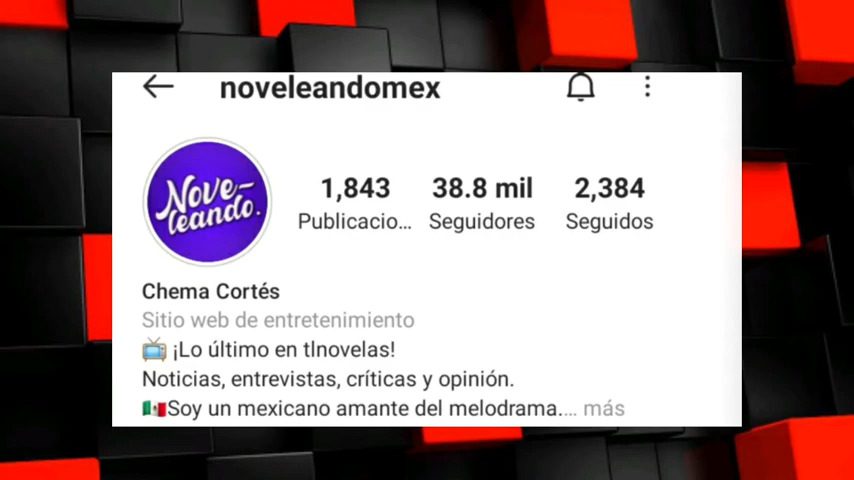 noveleandomex
Nove-
leando.
1,843 38.8 mil 2,384
Publicacio... Seguidores Seguidos
Chema Cortés
Sitio web de entretenimiento
📺 ¡Lo último en tlnovelas!
Noticias, entrevistas, críticas y opinión.
🇲🇽Soy un mexicano amante del melodrama.... más